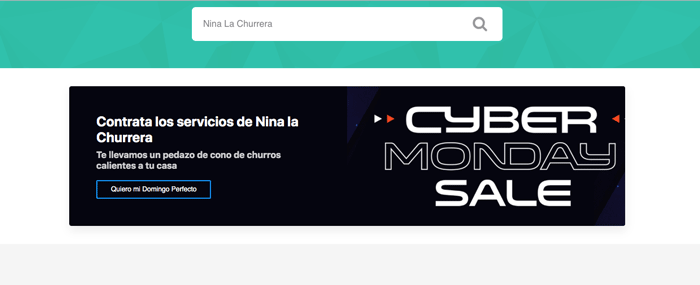 Nina La Churrera
Contrata los servicios de Nina la
Churrera
Te llevamos un pedazo de cono de churros
calientes a tu casa
Quiero mi Domingo Perfecto
CYBER
MONDAY
SALE